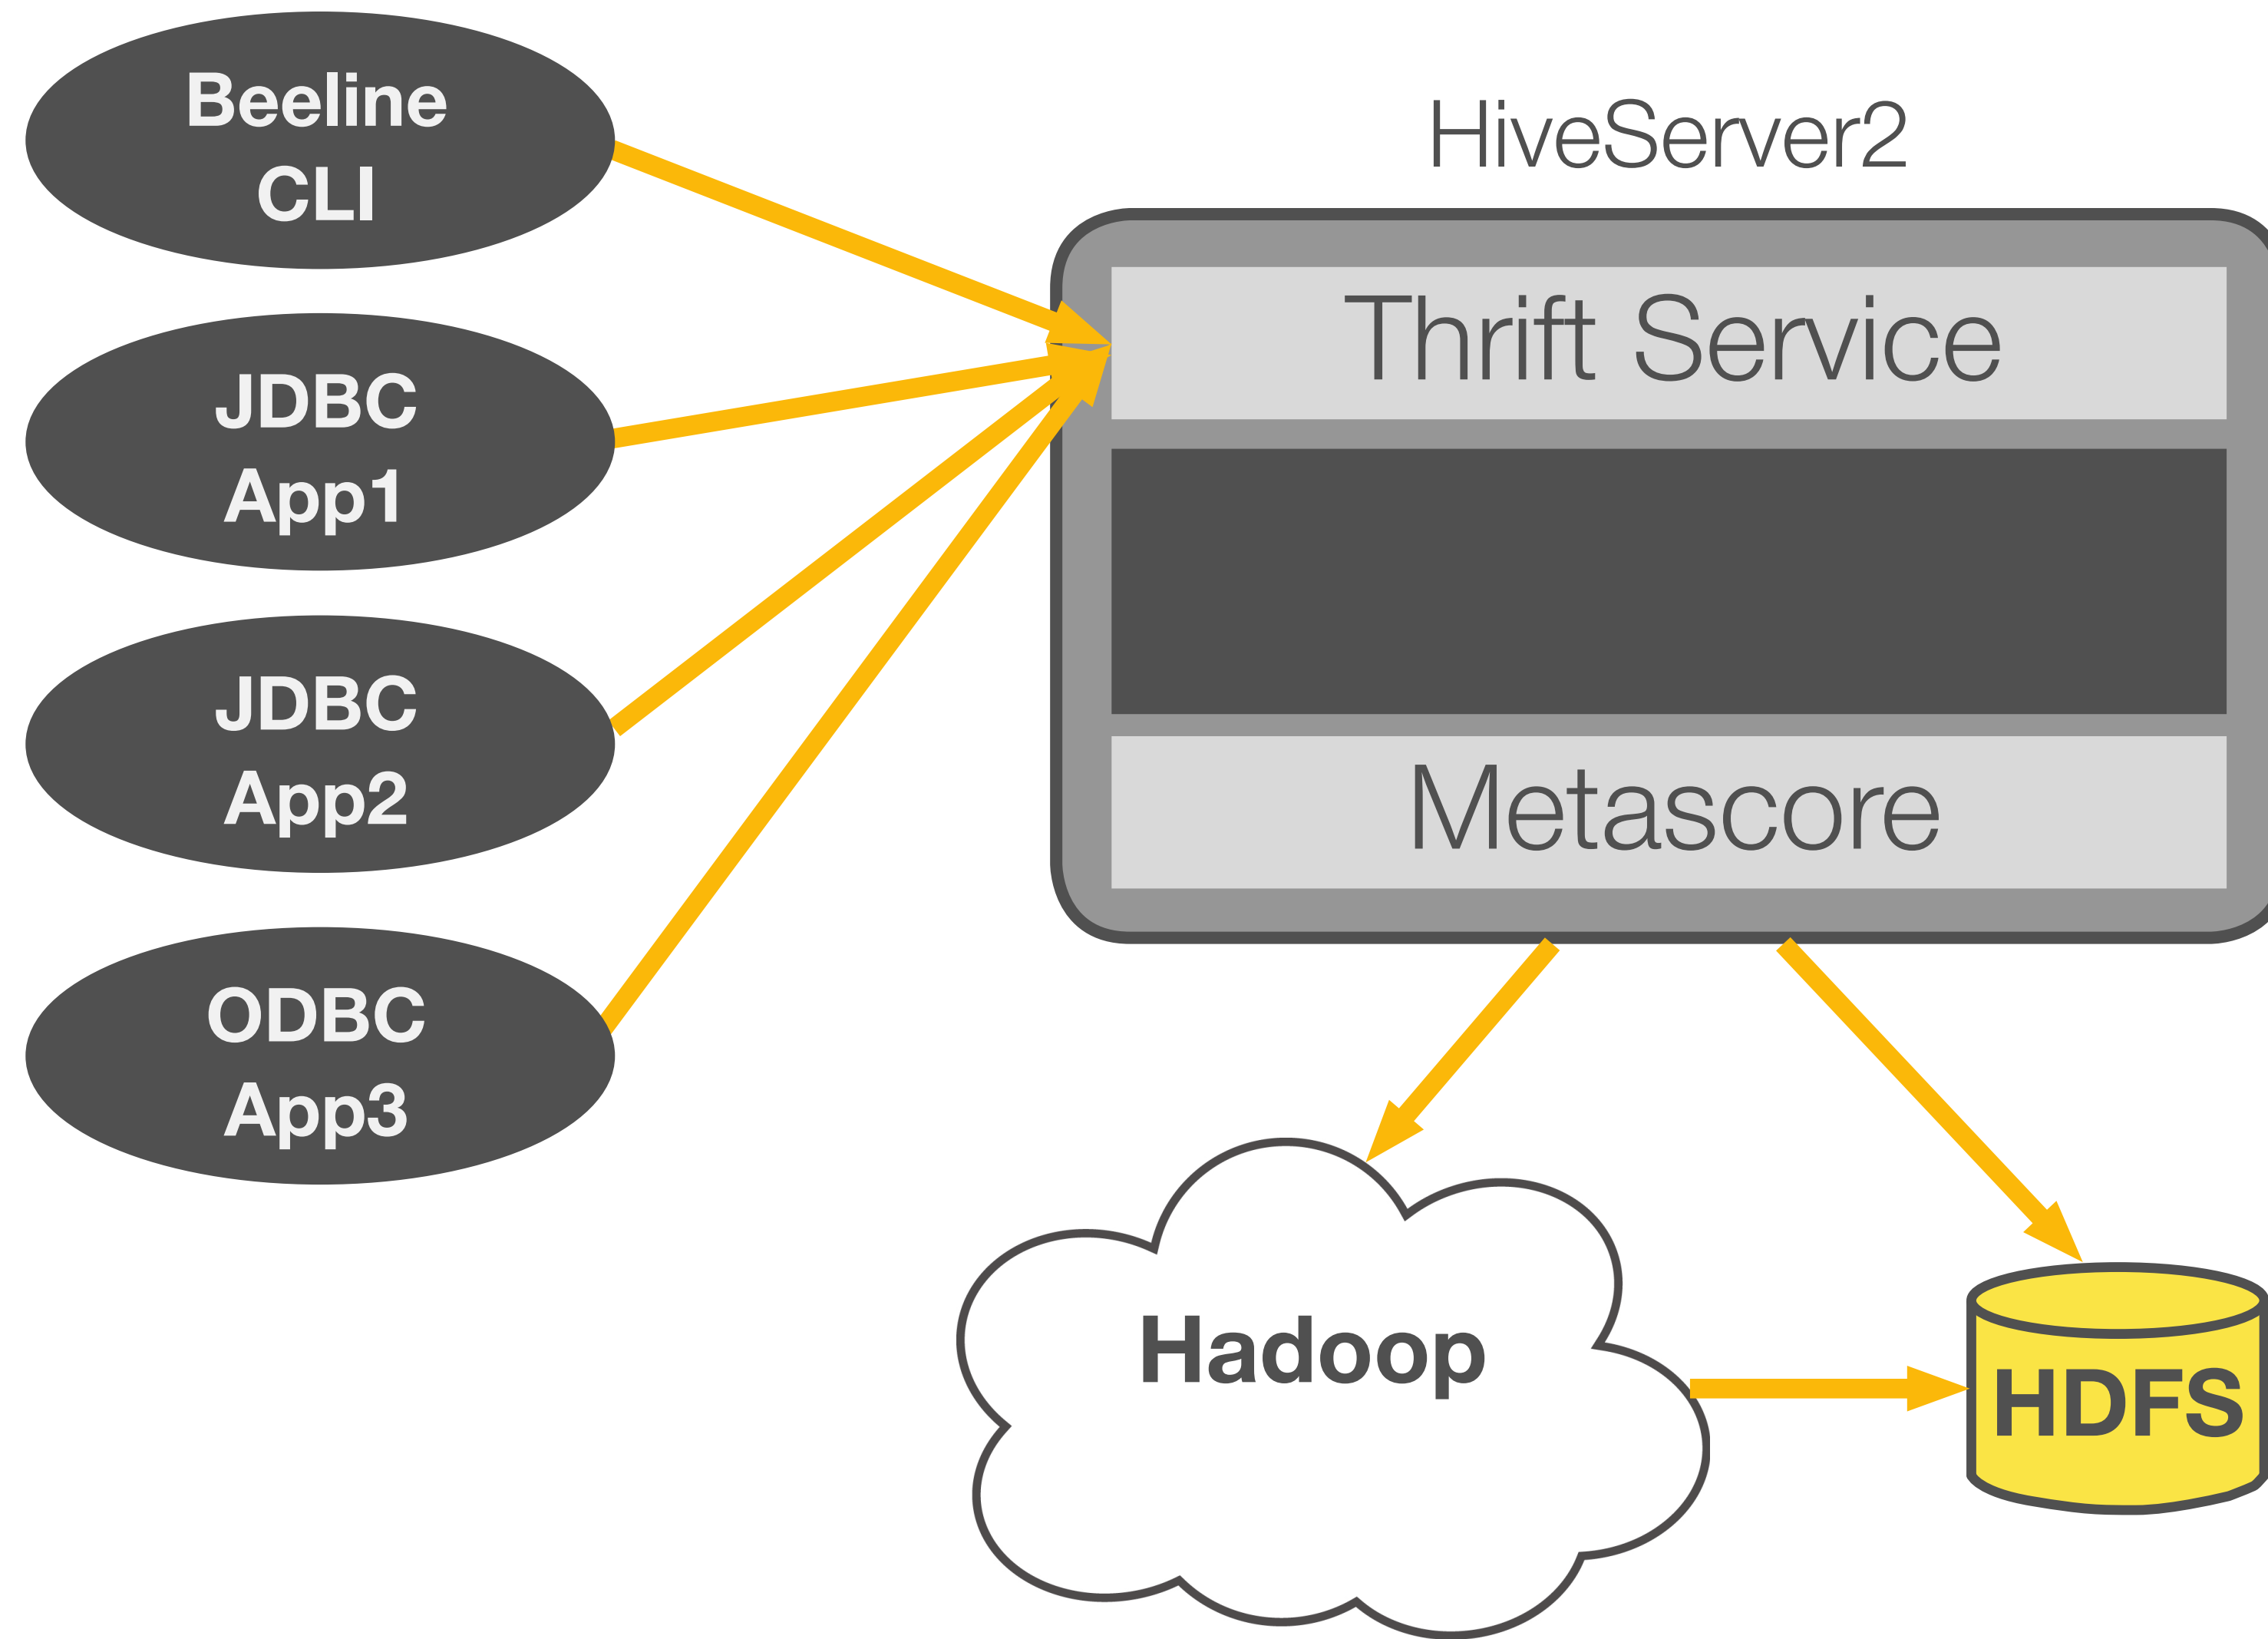 Beeline
CLI
JDBC
App1
JDBC
App2
ODBC
App3
HiveServer2
Thrift Service
Metascore
Hadoop
HDFS